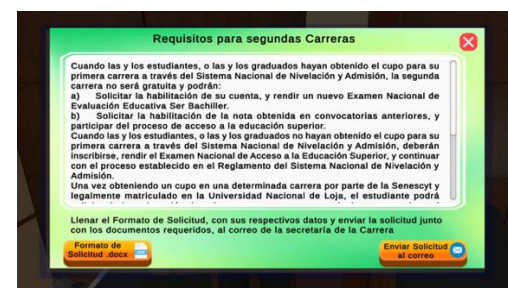 Requisitos para segundas Carreras
Cuando las y los estudiantes, o las y los graduados hayan obtenido el cupo para su
primera carrera a través del Sistema Nacional de Nivelación y Admisión, la segunda
carrera no será gratuita y podrán:
a) Solicitar la habilitación de su cuenta, y rendir un nuevo Examen Nacional de
Evaluación Educativa Ser Bachiller.
b) Solicitar la habilitación de la nota obtenida en convocatorias anteriores, y
participar del proceso de acceso a la educación superior.
Cuando las y los estudiantes, o las y los graduados no hayan obtenido el cupo para su
primera carrera a través del Sistema Nacional de Nivelación y Admisión, deberán
inscribirse, rendir el Examen Nacional de Acceso a la Educación Superior, y continuar
con el proceso establecido en el Reglamento del Sistema Nacional de Nivelación y
Admisión.
Una vez obteniendo un cupo en una determinada carrera por parte de la Senescyt y
legalmente matriculado en la Universidad Nacional de Loja, el estudiante podrá
Llenar el Formato de Solicitud, con sus respectivos datos y enviar la solicitud junto
con los documentos requeridos, al correo de la secretaría de la Carrera
Formato de
Solicitud .docx
Enviar Solicitud
al correo